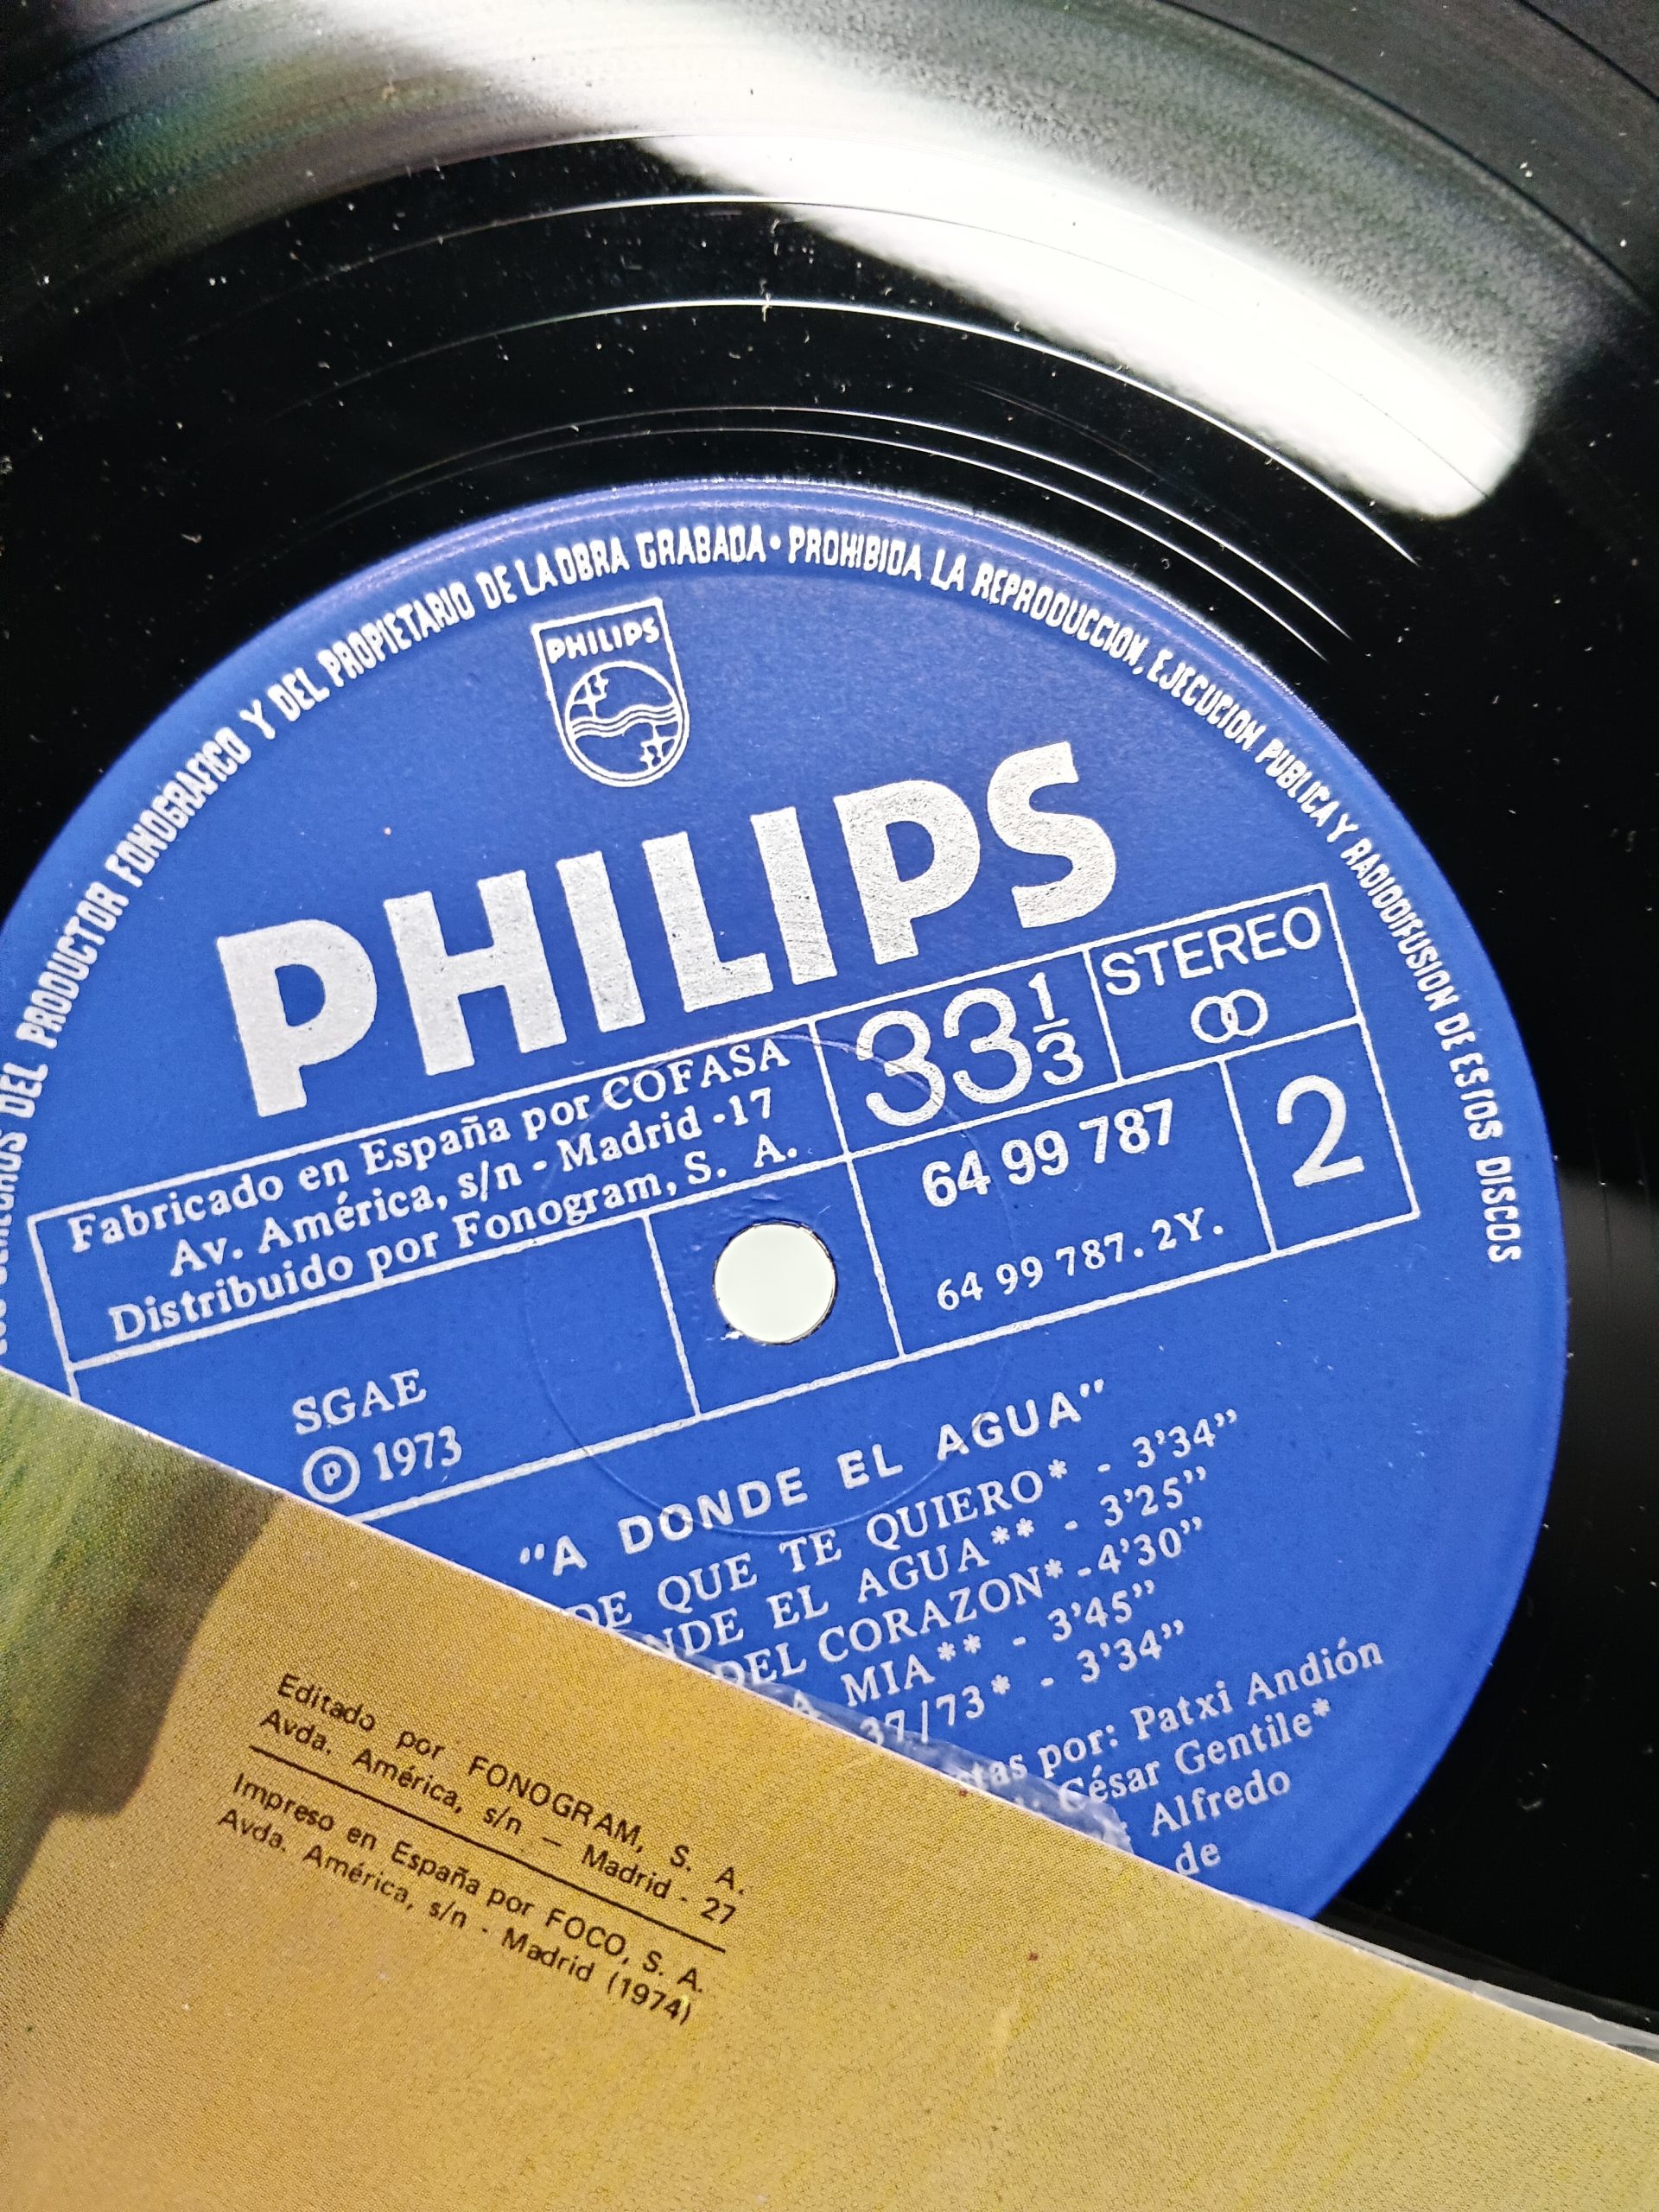 DEL PRODUCTOR FONOGRAFICO Y DEL PROPIETARIO DE LA OBRA GRABADA • PROHIBIDA LA REPRODUCCION, EJECUCION PUBLICA Y RADIODIFUSION DE ESTOS DISCOS
PHILIPS
PHILIPS
Fabricado en España por COFASA
Av. América, s/n - Madrid -17
Distribuido por Fonogram, S. A.
33 1/3
STEREO
64 99 787
64 99 787. 2Y.
2
SGAE
℗ 1973
"A DONDE EL AGUA"
DE QUE TE QUIERO* - 3'34"
NDE EL AGUA** - 3'25"
DEL CORAZON* -4'30"
A MIA** - 3'45"
37/73* - 3'34"
stas por: Patxi Andión
César Gentile*
: Alfredo
de
Editado por FONOGRAM, S. A.
Avda. América, s/n — Madrid - 27
Impreso en España por FOCO, S. A.
Avda. América, s/n - Madrid (1974)